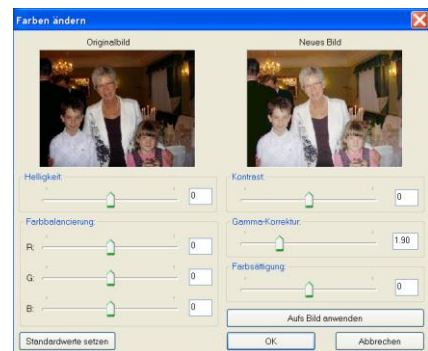 Farben ändern
Originalbild
Neues Bild
Helligkeit:
0
Kontrast:
0
Farbbalancierung:
R:
0
G:
0
B:
0
Gamma-Korrektur:
1.90
Farbsättigung:
0
Aufs Bild anwenden
Standardwerte setzen
OK
Abbrechen